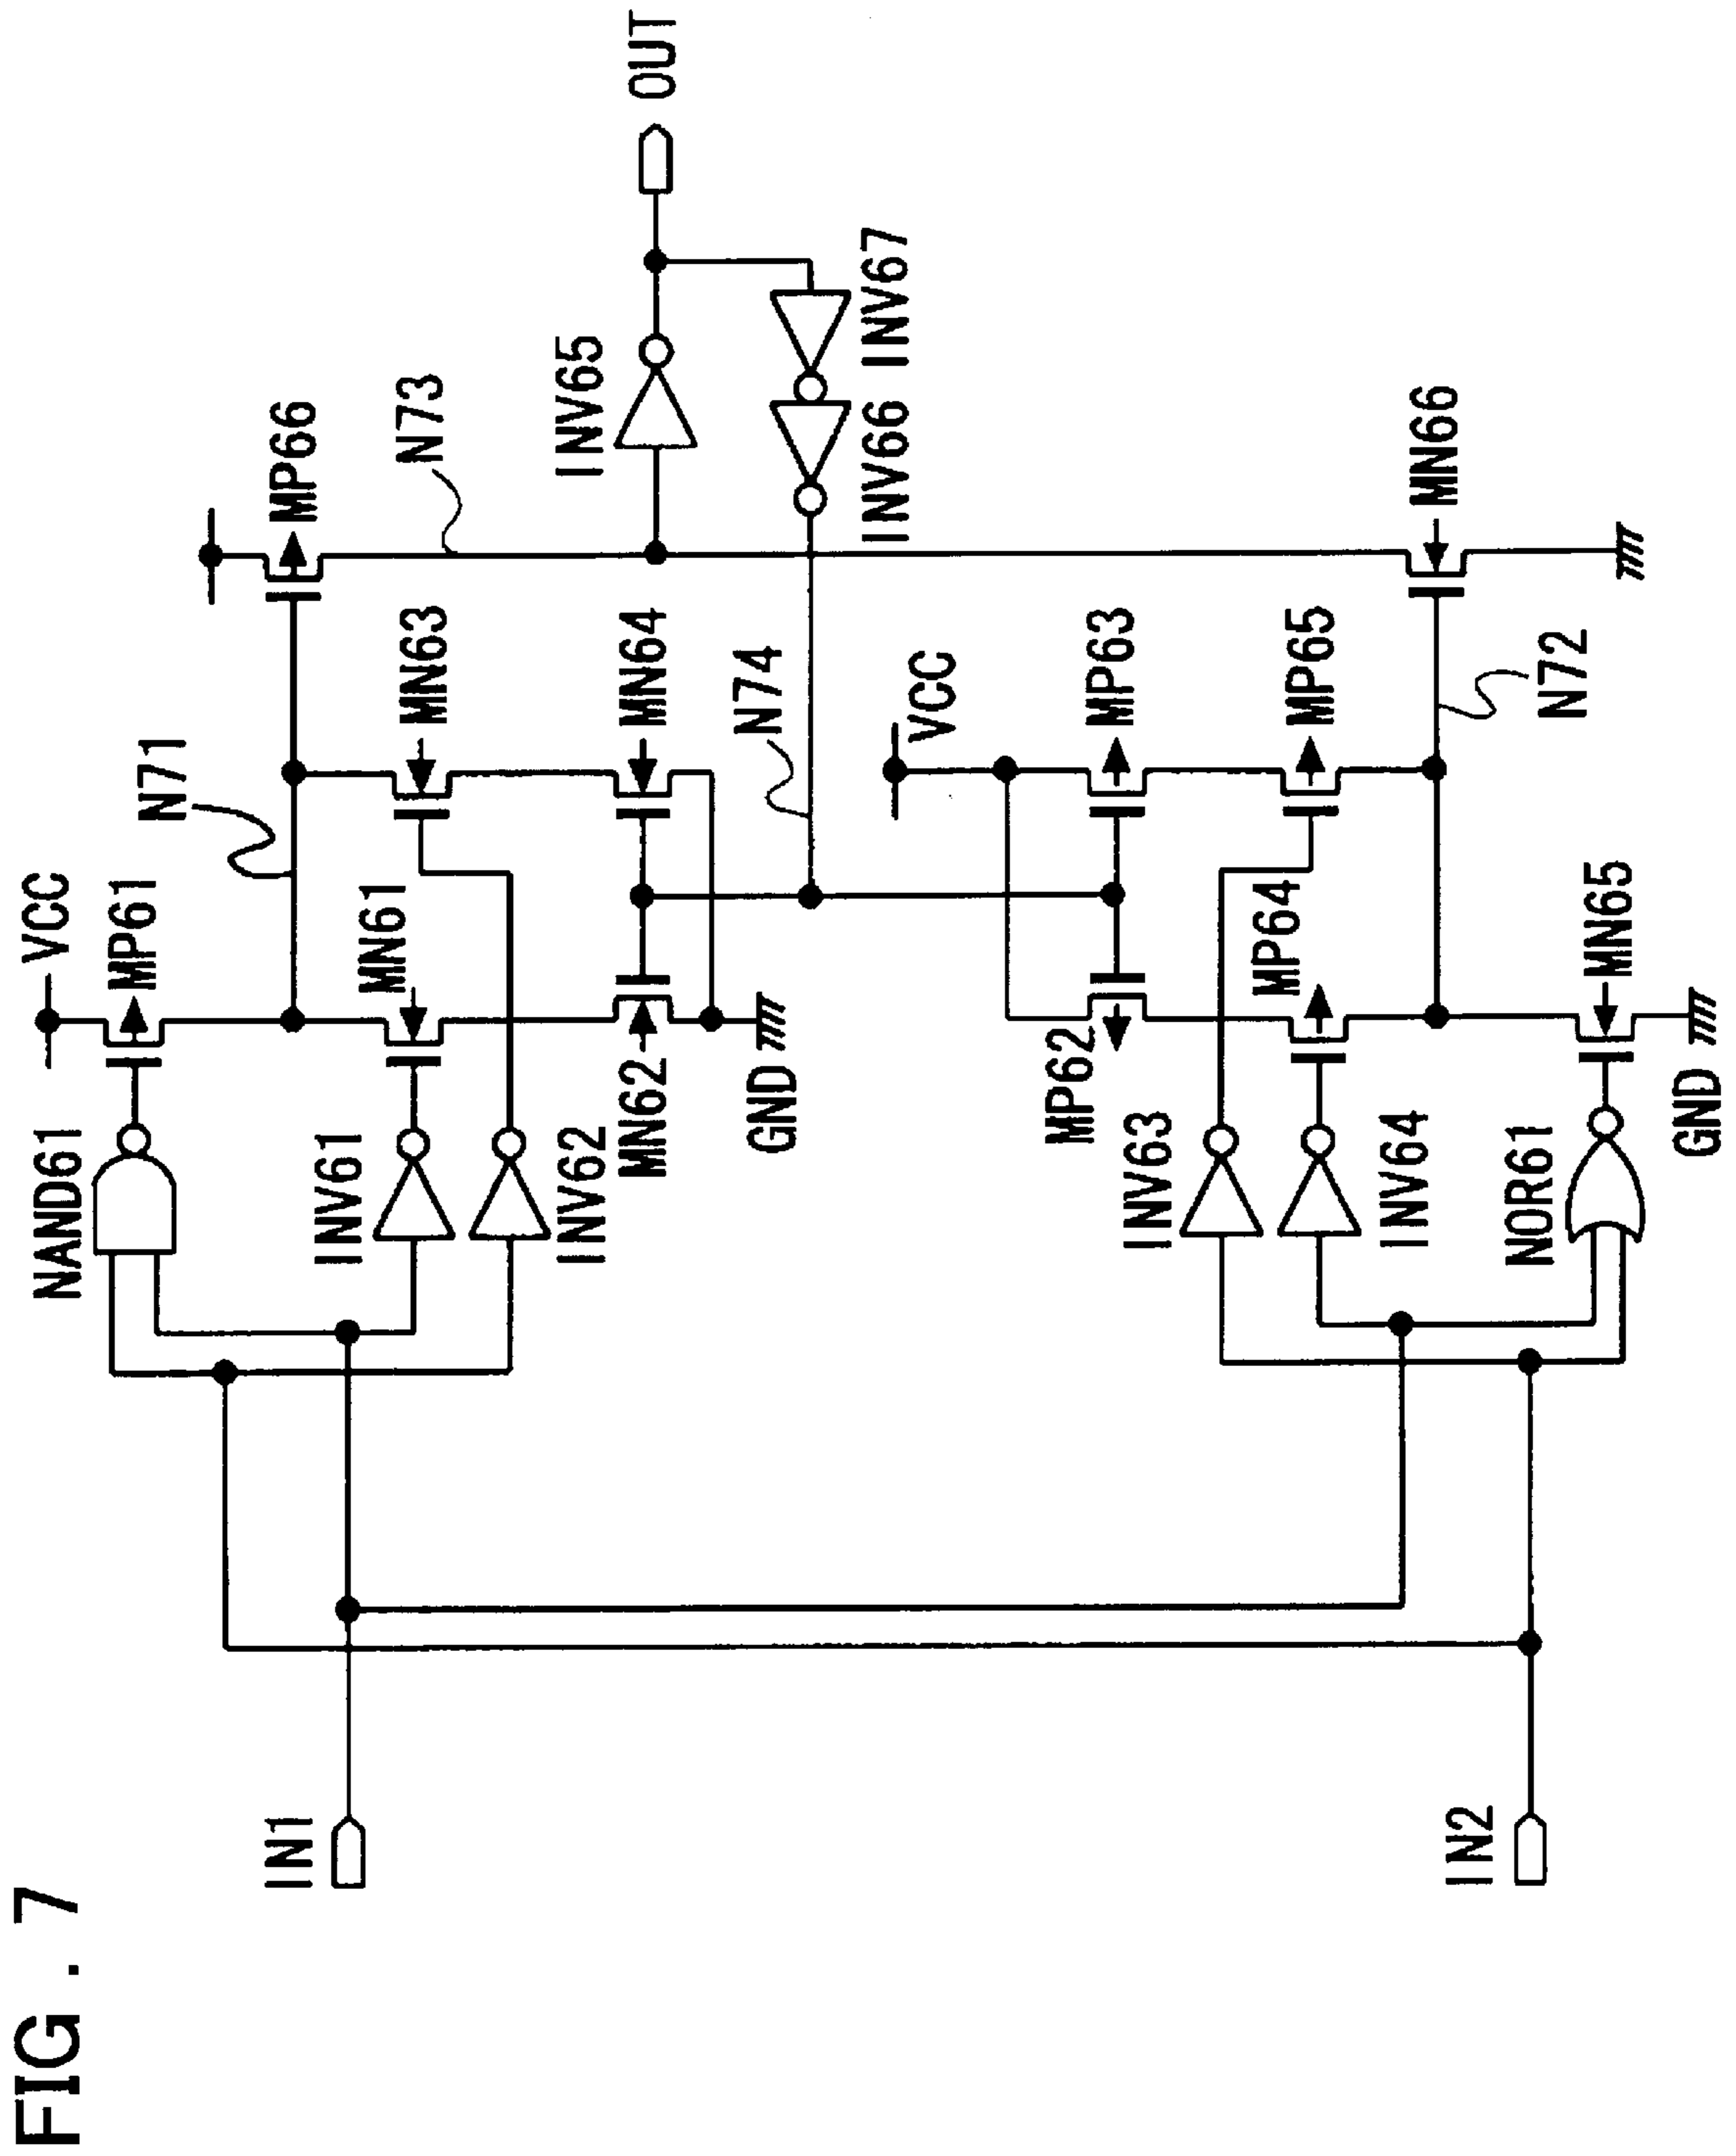 FIG. 7
IN1
IN2
NAND61
INV61
INV62
VCC
MP61
N71
MN61
MN62
GND
MP66
MN63
MN64
N73
N74
INV65
INV66
INV67
OUT
VCC
MP63
MP65
MP62
MP64
INV63
INV64
NOR61
MN65
GND
N72
MN66